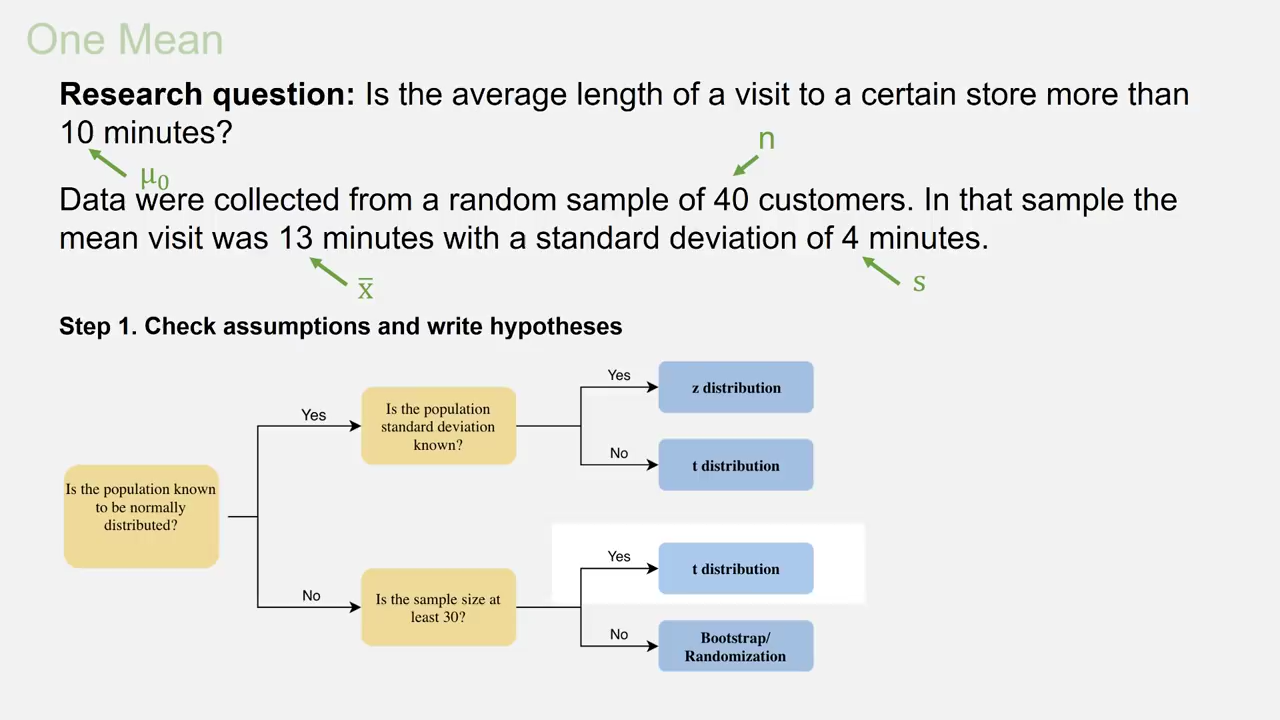 One Mean
Research question: Is the average length of a visit to a certain store more than
10 minutes?
n
μ₀
Data were collected from a random sample of 40 customers. In that sample the
mean visit was 13 minutes with a standard deviation of 4 minutes.
x̅
s
Step 1. Check assumptions and write hypotheses
Is the population known
to be normally
distributed?
Yes
No
Is the population
standard deviation
known?
Yes
z distribution
No
t distribution
Is the sample size at
least 30?
Yes
t distribution
No
Bootstrap/
Randomization